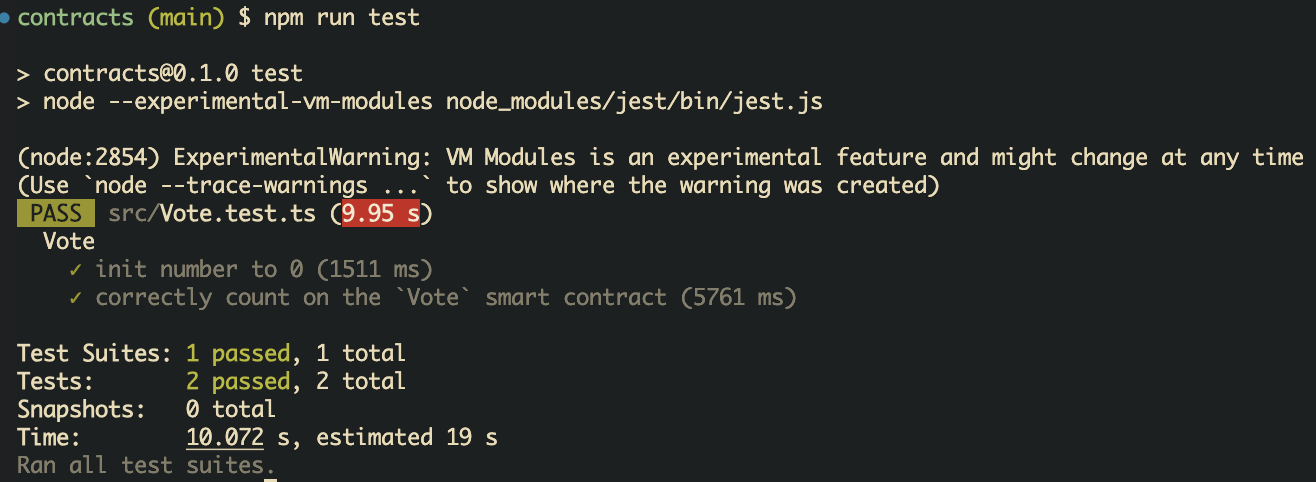 contracts (main) $ npm run test
> contracts@0.1.0 test
> node --experimental-vm-modules node_modules/jest/bin/jest.js
(node:2854) ExperimentalWarning: VM Modules is an experimental feature and might change at any time
(Use `node --trace-warnings ...` to show where the warning was created)
PASS src/Vote.test.ts (9.95 s)
Vote
✓ init number to 0 (1511 ms)
✓ correctly count on the `Vote` smart contract (5761 ms)
Test Suites: 1 passed, 1 total
Tests: 2 passed, 2 total
Snapshots: 0 total
Time: 10.072 s, estimated 19 s
Ran all test suites.